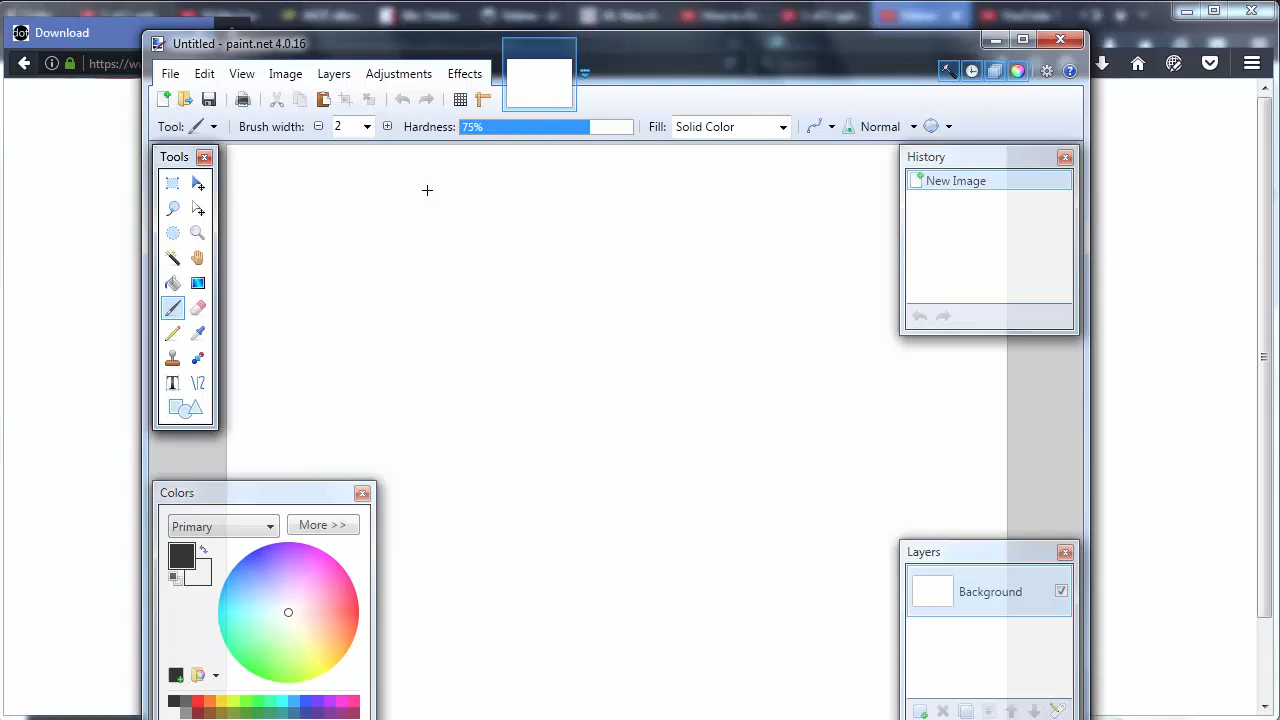 Download
https://w
Untitled - paint.net 4.0.16
File Edit View Image Layers Adjustments Effects
Tool: Brush width: 2 Hardness: 75% Fill: Solid Color Normal
Tools
History
New Image
Colors
Primary More >>
Layers
Background